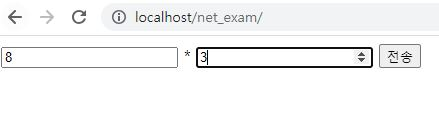 localhost/net_exam/
8 * 3 전송